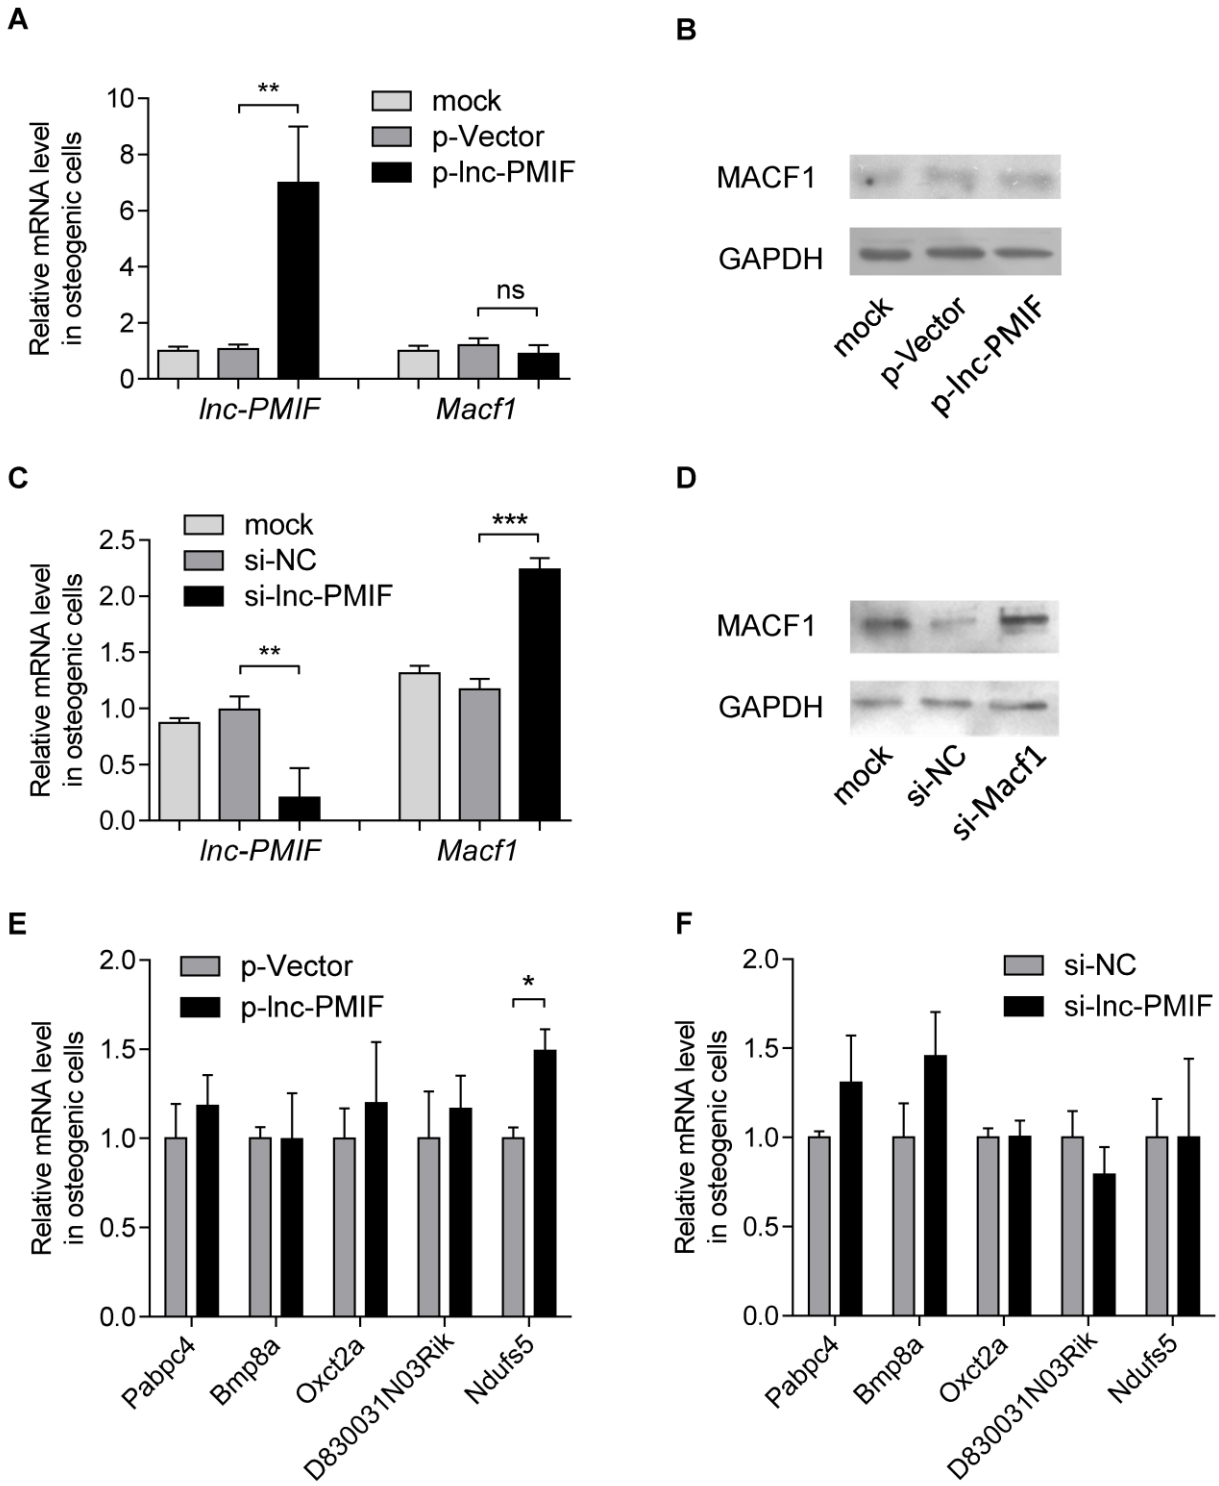 A
Relative mRNA level
in osteogenic cells
10
8
6
4
2
0
**
ns
mock
p-Vector
p-lnc-PMIF
lnc-PMIF
Macf1
B
MACF1
GAPDH
mock
p-Vector
p-lnc-PMIF
C
Relative mRNA level
in osteogenic cells
2.5
2.0
1.5
1.0
0.5
0.0
mock
si-NC
si-lnc-PMIF
**
***
lnc-PMIF
Macf1
D
MACF1
GAPDH
mock
si-NC
si-Macf1
E
Relative mRNA level
in osteogenic cells
2.0
1.5
1.0
0.5
0.0
p-Vector
p-lnc-PMIF
*
Pabpc4
Bmp8a
Oxct2a
D830031N03Rik
Ndufs5
F
Relative mRNA level
in osteogenic cells
2.0
1.5
1.0
0.5
0.0
si-NC
si-lnc-PMIF
Pabpc4
Bmp8a
Oxct2a
D830031N03Rik
Ndufs5